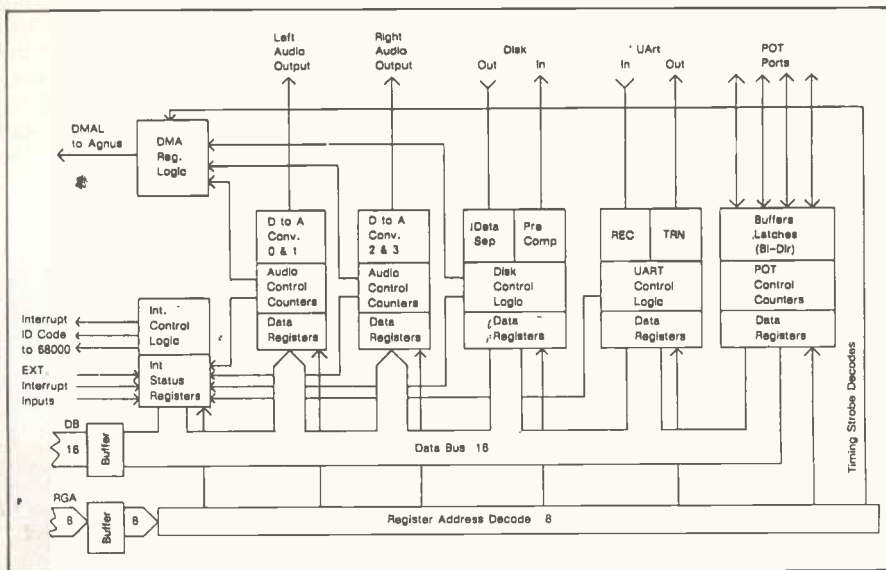 Left
Audio
Output
Right
Audio
Output
Disk
Out In
UArt
In Out
POT
Ports
DMAL
to Agnus
DMA
Reg.
Logic
D to A
Conv.
0 & 1
Audio
Control
Counters
Data
Registers
D to A
Conv.
2 & 3
Audio
Control
Counters
Data
Registers
Data
Sep
Pre
Comp
Disk
Control
Logic
Data
Registers
REC TRN
UART
Control
Logic
Data
Registers
Buffers
Latches
(Bi-Dir)
POT
Control
Counters
Data
Registers
Interrupt
ID Code
to 68000
Int.
Control
Logic
EXT.
Interrupt
Inputs
Int
Status
Registers
DB
16
Buffer
Data Bus 16
Timing Strobe Decodes
RGA
8
Buffer
8
Register Address Decode 8